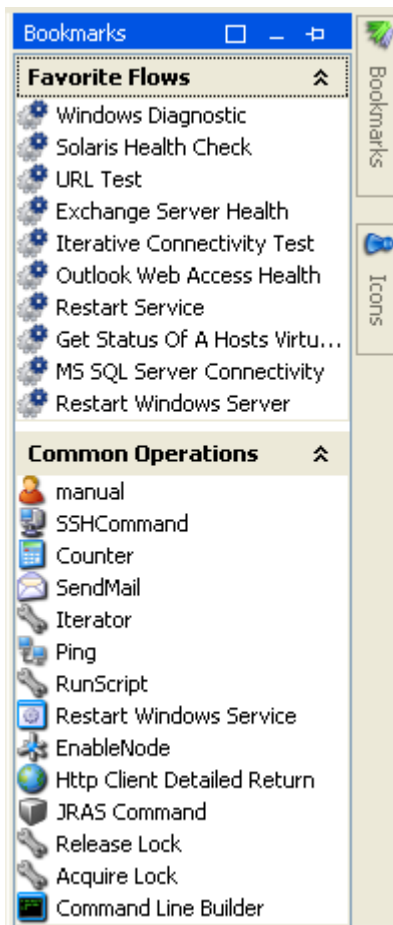 Bookmarks
Favorite Flows
Windows Diagnostic
Solaris Health Check
URL Test
Exchange Server Health
Iterative Connectivity Test
Outlook Web Access Health
Restart Service
Get Status Of A Hosts Virtu...
MS SQL Server Connectivity
Restart Windows Server
Common Operations
manual
SSHCommand
Counter
SendMail
Iterator
Ping
RunScript
Restart Windows Service
EnableNode
Http Client Detailed Return
JRAS Command
Release Lock
Acquire Lock
Command Line Builder
Bookmarks
Icons